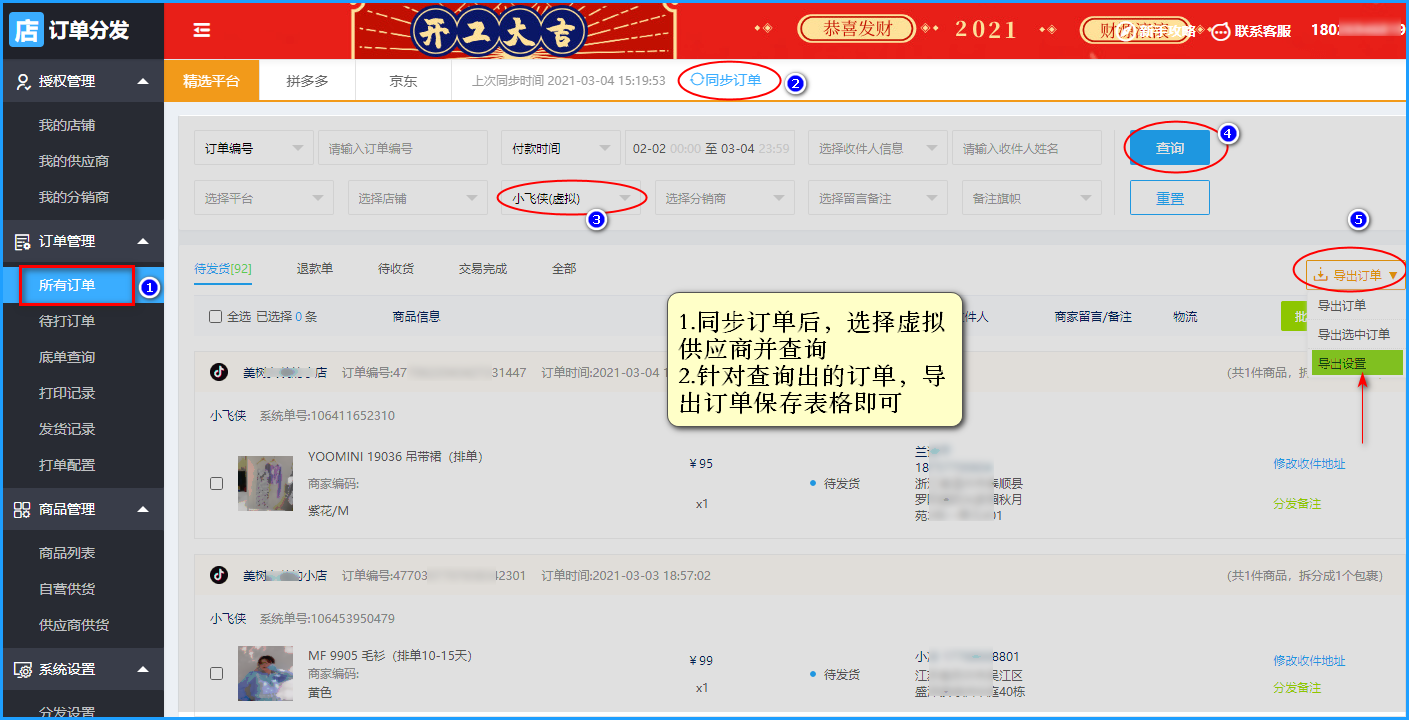 店 订单分发
开工大吉
恭喜发财
2021
联系客服
精选平台
拼多多
京东
上次同步时间 2021-03-04 15:19:53
同步订单
2
授权管理
我的店铺
我的供应商
我的分销商
订单管理
所有订单
1
待打订单
底单查询
打印记录
发货记录
打单配置
商品管理
商品列表
自营供货
供应商供货
系统设置
分发设置
订单编号
请输入订单编号
付款时间
02-02 00:00 至 03-04 23:59
选择收件人信息
请输入收件人姓名
查询
4
选择平台
选择店铺
小飞侠(虚拟)
3
选择分销商
选择留言备注
备注旗帜
重置
5
待发货[92]
退款单
待收货
交易完成
全部
导出订单
导出订单
导出选中订单
导出设置
全选 已选择 0 条
商品信息
件人
商家留言/备注
物流
1.同步订单后，选择虚拟
供应商并查询
2.针对查询出的订单，导
出订单保存表格即可
美树
店
订单编号:47
31447
订单时间:2021-03-04
(共1件商品，
小飞侠 系统单号:106411652310
YOOMINI 19036 吊带裙（排单）
商家编码:
紫花/M
￥95
x1
待发货
修改收件地址
分发备注
美树
小店
订单编号:47703
2301
订单时间:2021-03-03 18:57:02
(共1件商品，拆分成1个包裹)
小飞侠 系统单号:106453950479
MF 9905 毛衫（排单10-15天）
商家编码:
黄色
￥99
x1
待发货
8801
江区
40栋
修改收件地址
分发备注